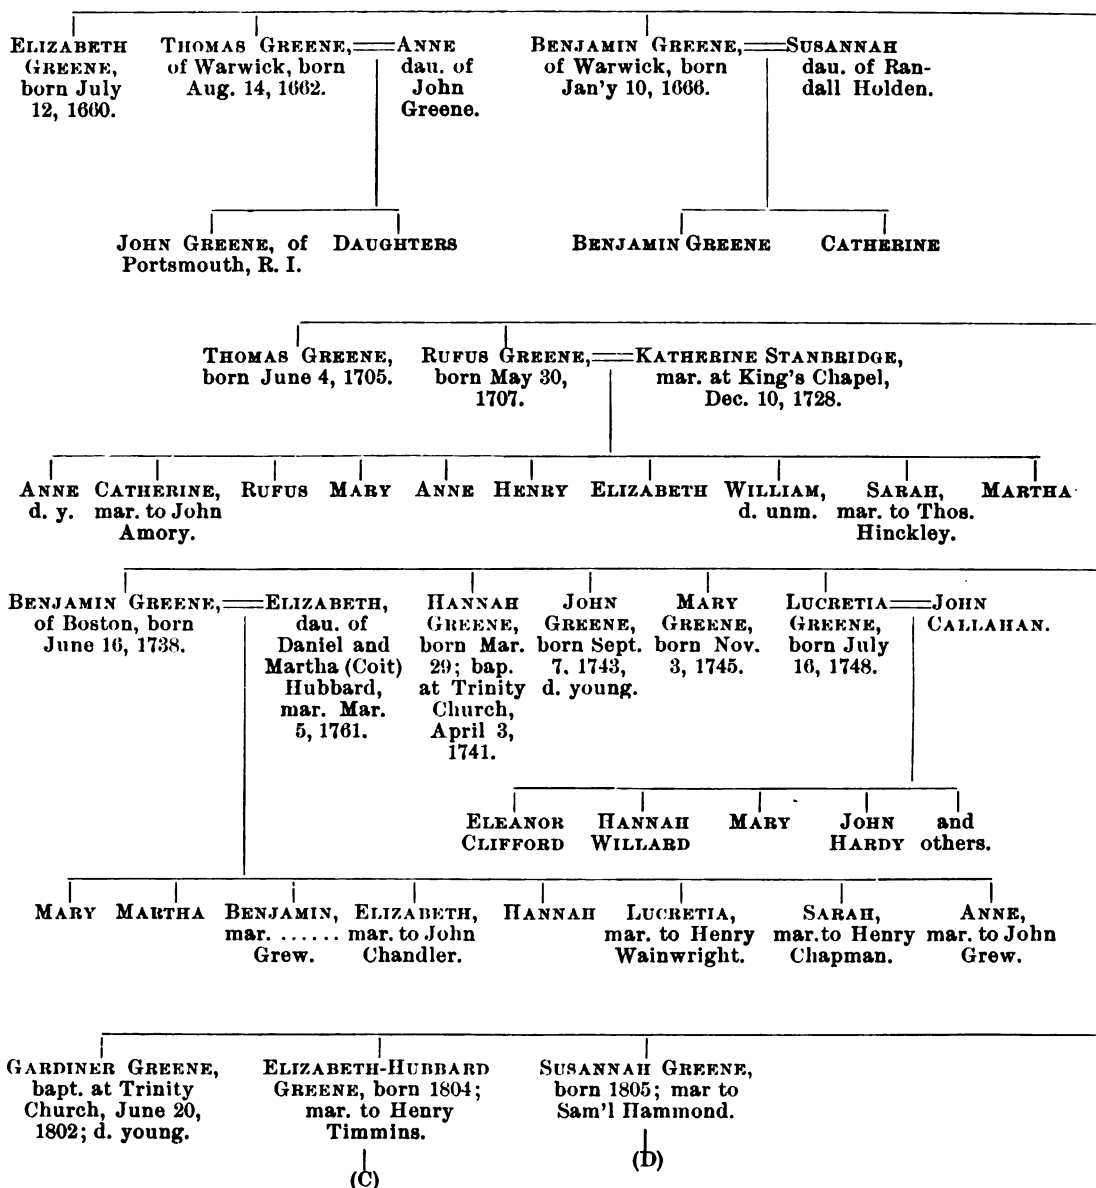 ELIZABETH
GREENE,
born July
12, 1660.
THOMAS GREENE,
of Warwick, born
Aug. 14, 1662.
ANNE
dau. of
John
Greene.
BENJAMIN GREENE,
of Warwick, born
Jan'y 10, 1666.
SUSANNAH
dau. of Ran-
dall Holden.
JOHN GREENE, of
Portsmouth, R. I.
DAUGHTERS
BENJAMIN GREENE
CATHERINE
THOMAS GREENE,
born June 4, 1705.
RUFUS GREENE,
born May 30,
1707.
KATHERINE STANBRIDGE,
mar. at King's Chapel,
Dec. 10, 1728.
ANNE
d. y.
CATHERINE,
mar. to John
Amory.
RUFUS
MARY
ANNE
HENRY
ELIZABETH
WILLIAM,
d. unm.
SARAH,
mar. to Thos.
Hinckley.
MARTHA
BENJAMIN GREENE,
of Boston, born
June 16, 1738.
ELIZABETH,
dau. of
Daniel and
Martha (Coit)
Hubbard,
mar. Mar.
5, 1761.
HANNAH
GREENE,
born Mar.
29; bap.
at Trinity
Church,
April 3,
1741.
JOHN
GREENE,
born Sept.
7, 1743,
d. young.
MARY
GREENE,
born Nov.
3, 1745.
LUCRETIA
GREENE,
born July
16, 1748.
JOHN
CALLAHAN.
ELEANOR
CLIFFORD
HANNAH
WILLARD
MARY
JOHN
HARDY
and
others.
MARY
MARTHA
BENJAMIN,
mar. ......
Grew.
ELIZABETH,
mar. to John
Chandler.
HANNAH
LUCRETIA,
mar. to Henry
Wainwright.
SARAH,
mar.to Henry
Chapman.
ANNE,
mar. to John
Grew.
GARDINER GREENE,
bapt. at Trinity
Church, June 20,
1802; d. young.
ELIZABETH-HUBBARD
GREENE, born 1804;
mar. to Henry
Timmins.
(C)
SUSANNAH GREENE,
born 1805; mar to
Sam'l Hammond.
(D)